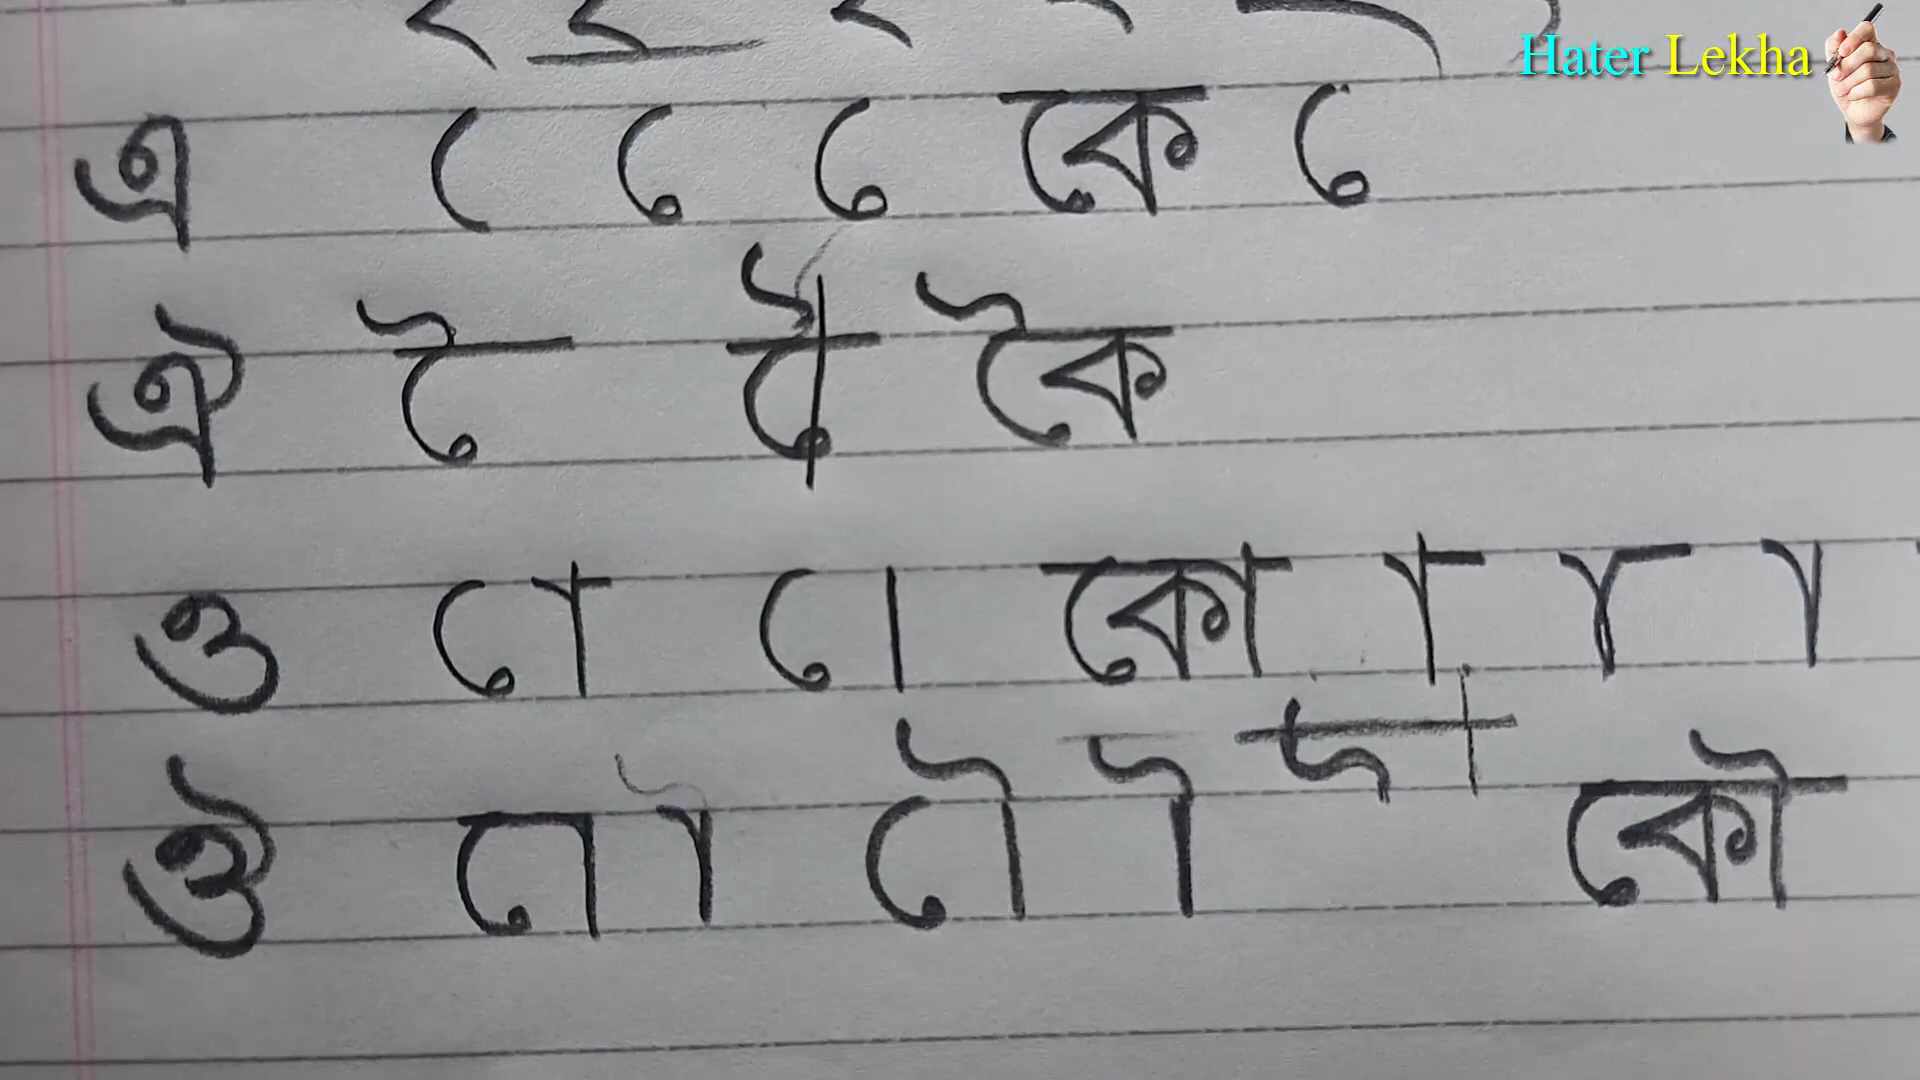 Hater Lekha
এ ে ে ে কে ে
ঐ ৈ ৈ কৈ
ও ো ো কো া া া
ঔ ো া ৌ ৗ কৌ